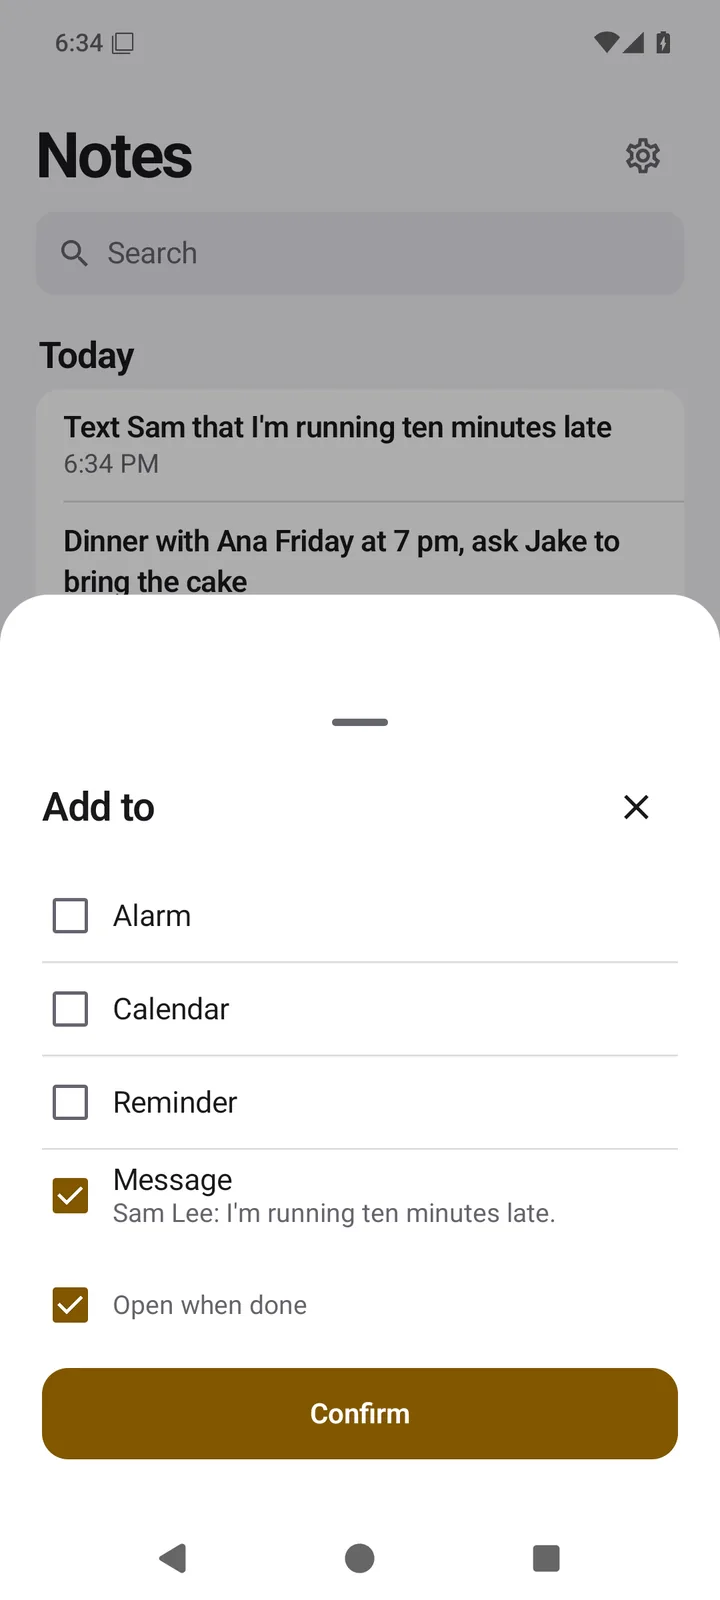 6:34
Notes
Search
Today
Text Sam that I'm running ten minutes late
6:34 PM
Dinner with Ana Friday at 7 pm, ask Jake to
bring the cake
Add to
Alarm
Calendar
Reminder
Message
Sam Lee: I'm running ten minutes late.
Open when done
Confirm